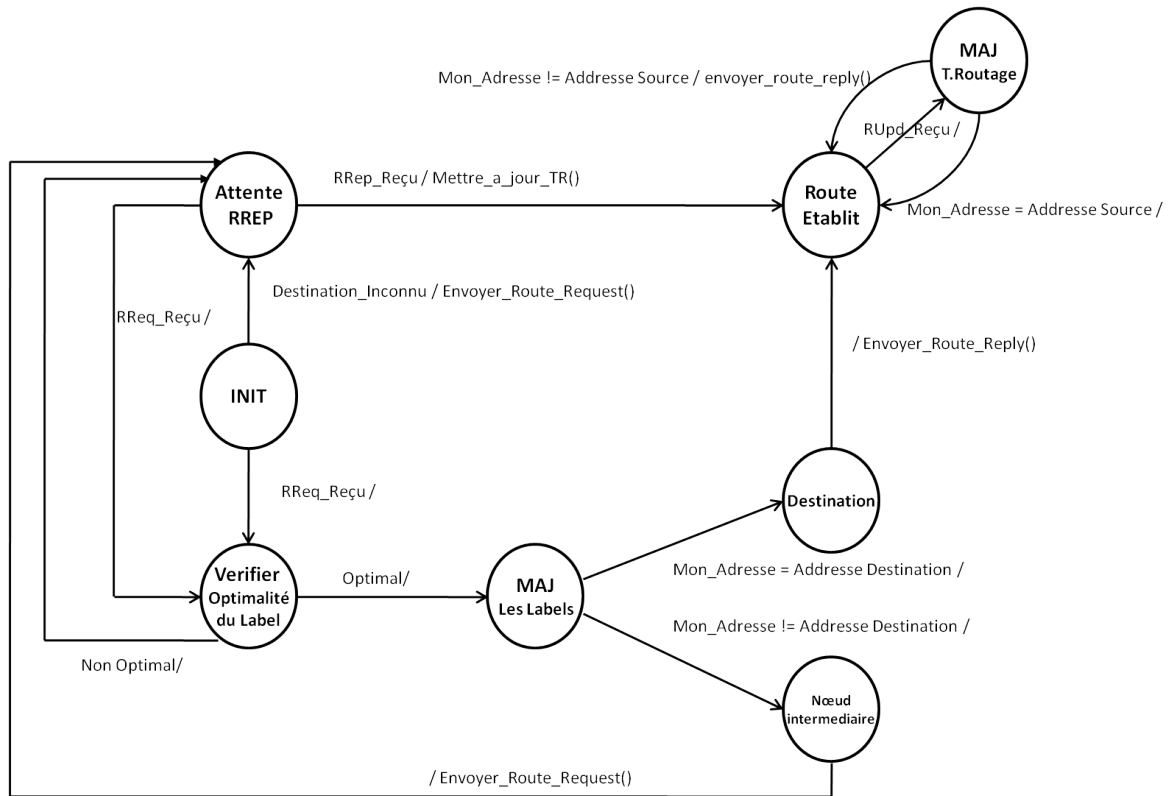 MAJ
T.Routage
Mon_Adresse != Addresse Source / envoyer_route_reply()
RUpd_Reçu /
Attente
RREP
RRep_Reçu / Mettre_a_jour_TR()
Route
Etablit
Mon_Adresse = Addresse Source /
Destination_Inconnu / Envoyer_Route_Request()
RReq_Reçu /
/ Envoyer_Route_Reply()
INIT
RReq_Reçu /
Destination
Verifier
Optimalité
du Label
Optimal/
MAJ
Les Labels
Mon_Adresse = Addresse Destination /
Mon_Adresse != Addresse Destination /
Non Optimal/
Nœud
intermediaire
/ Envoyer_Route_Request()